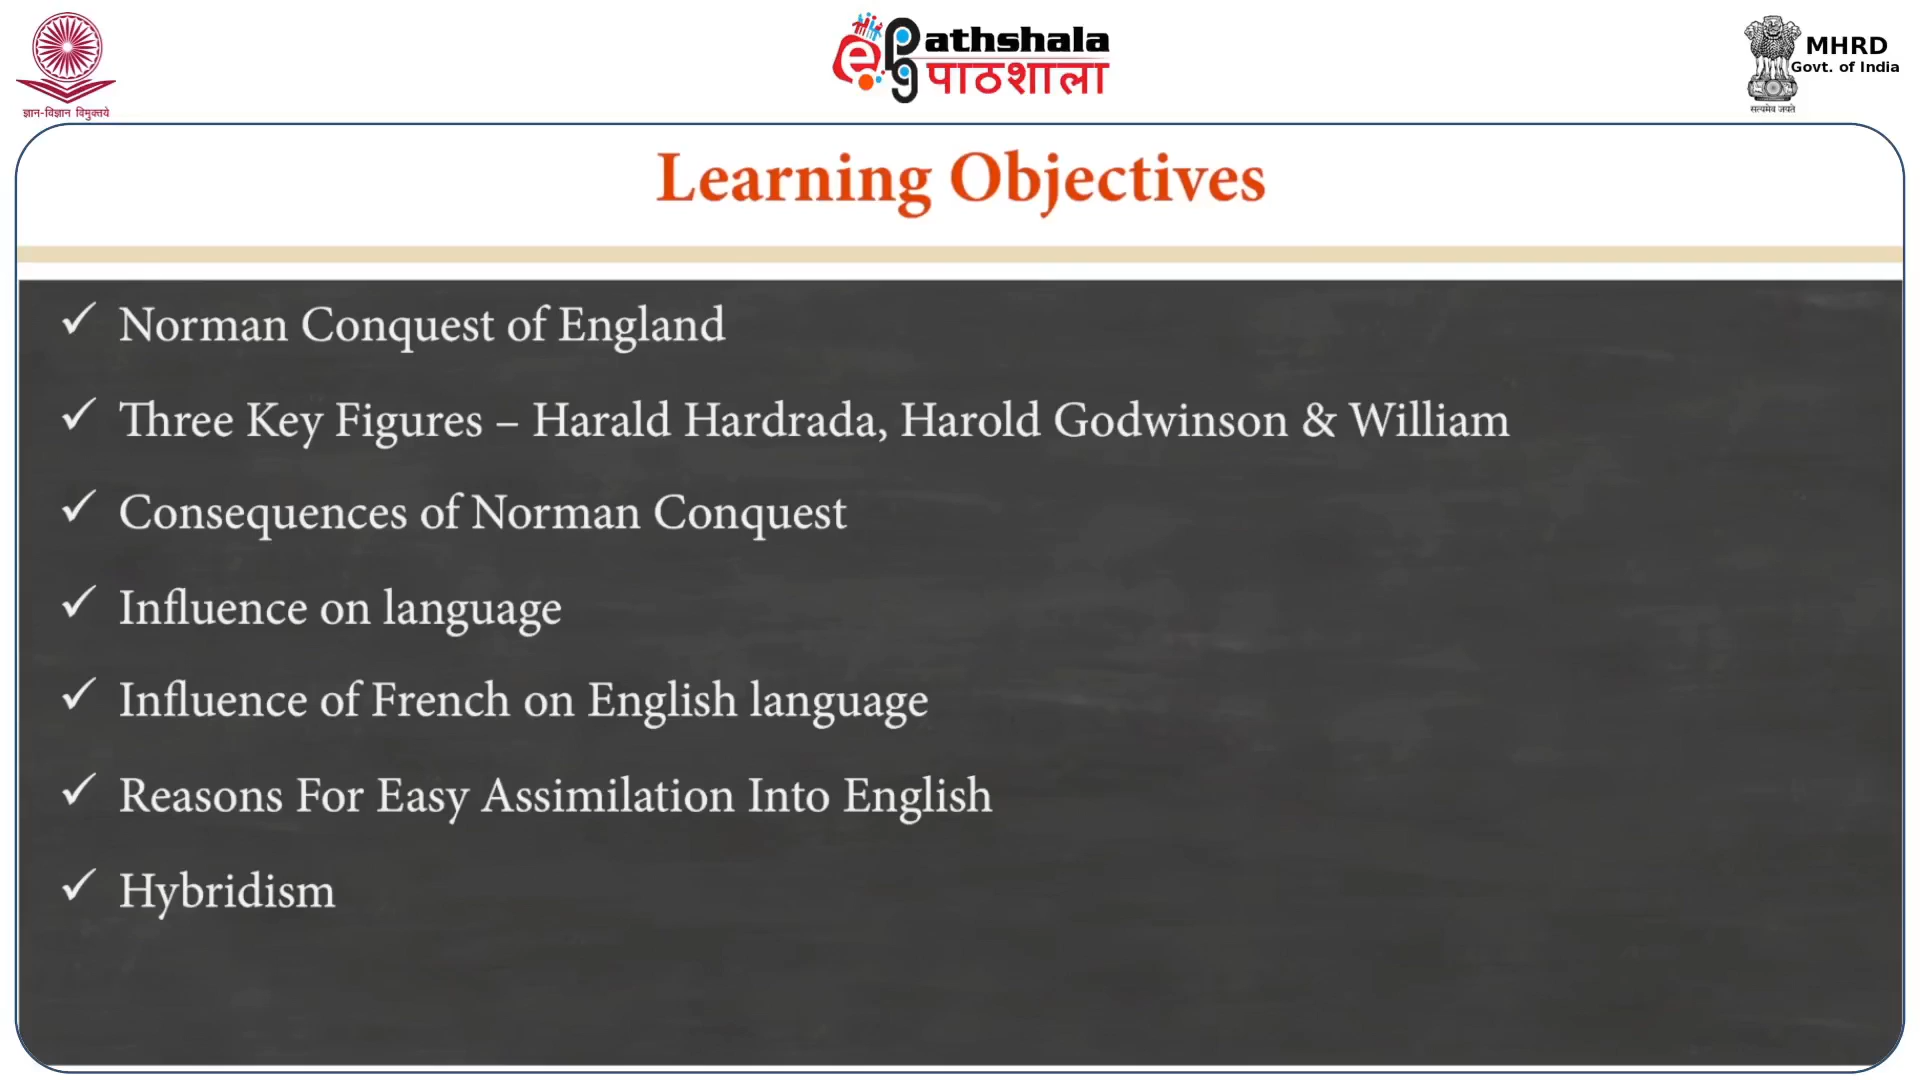 ज्ञान-विज्ञान विमुक्तये
ePathshala
पाठशाला
MHRD
Govt. of India
सत्यमेव जयते
Learning Objectives
✓ Norman Conquest of England
✓ Three Key Figures – Harald Hardrada, Harold Godwinson & William
✓ Consequences of Norman Conquest
✓ Influence on language
✓ Influence of French on English language
✓ Reasons For Easy Assimilation Into English
✓ Hybridism